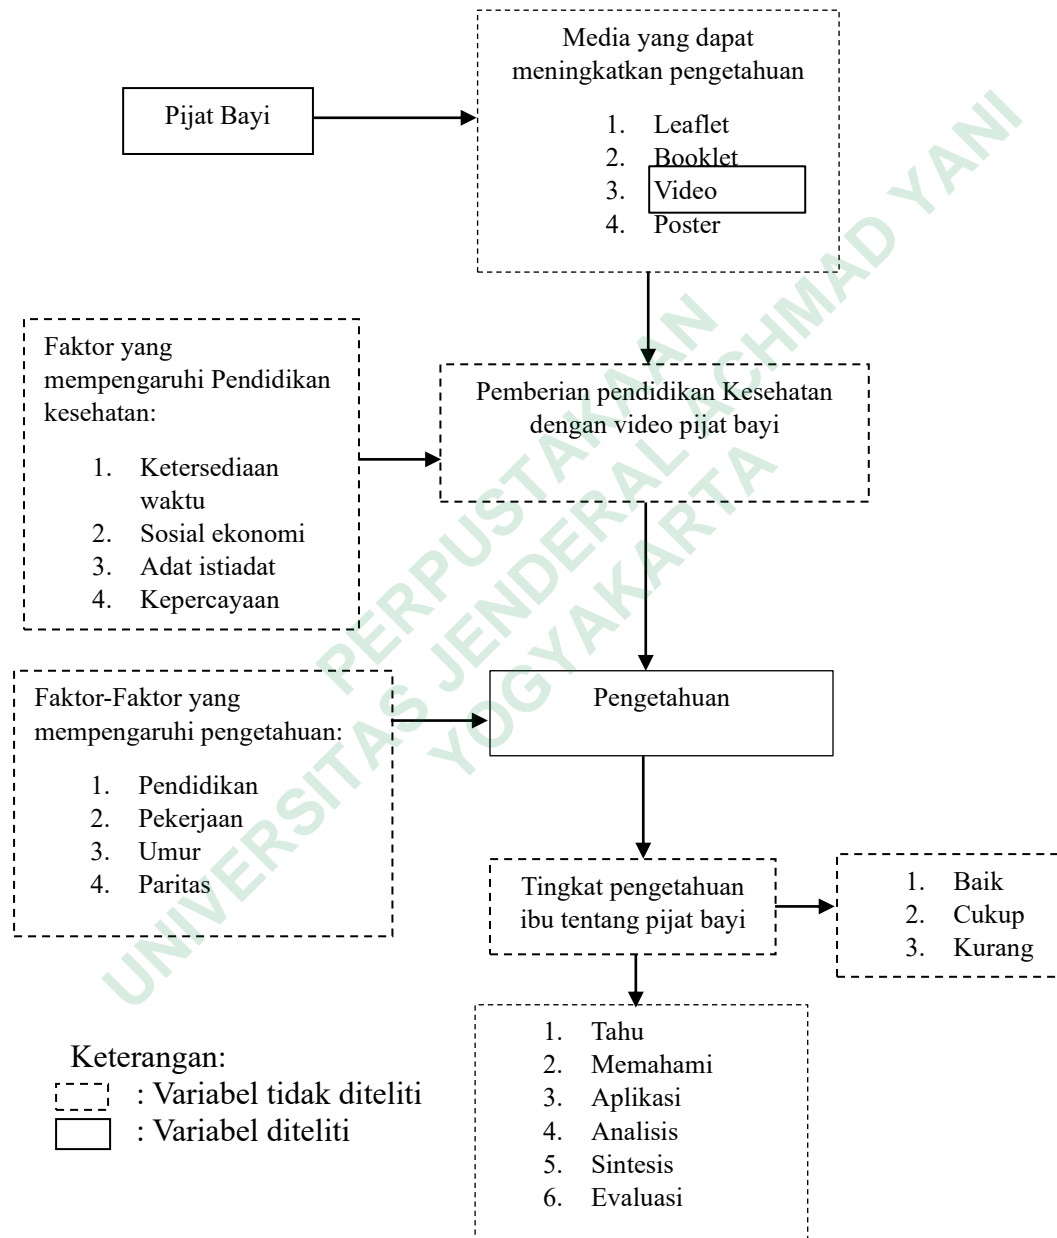 Media yang dapat
meningkatkan pengetahuan
1. Leaflet
2. Booklet
3. Video
4. Poster
Pijat Bayi
Faktor yang
mempengaruhi Pendidikan
kesehatan:
1. Ketersediaan
waktu
2. Sosial ekonomi
3. Adat istiadat
4. Kepercayaan
Pemberian pendidikan Kesehatan
dengan video pijat bayi
Faktor-Faktor yang
mempengaruhi pengetahuan:
1. Pendidikan
2. Pekerjaan
3. Umur
4. Paritas
Pengetahuan
Tingkat pengetahuan
ibu tentang pijat bayi
1. Baik
2. Cukup
3. Kurang
1. Tahu
2. Memahami
3. Aplikasi
4. Analisis
5. Sintesis
6. Evaluasi
Keterangan:
: Variabel tidak diteliti
: Variabel diteliti
PERPUSTAKAAN
UNIVERSITAS JENDERAL ACHMAD YANI
YOGYAKARTA